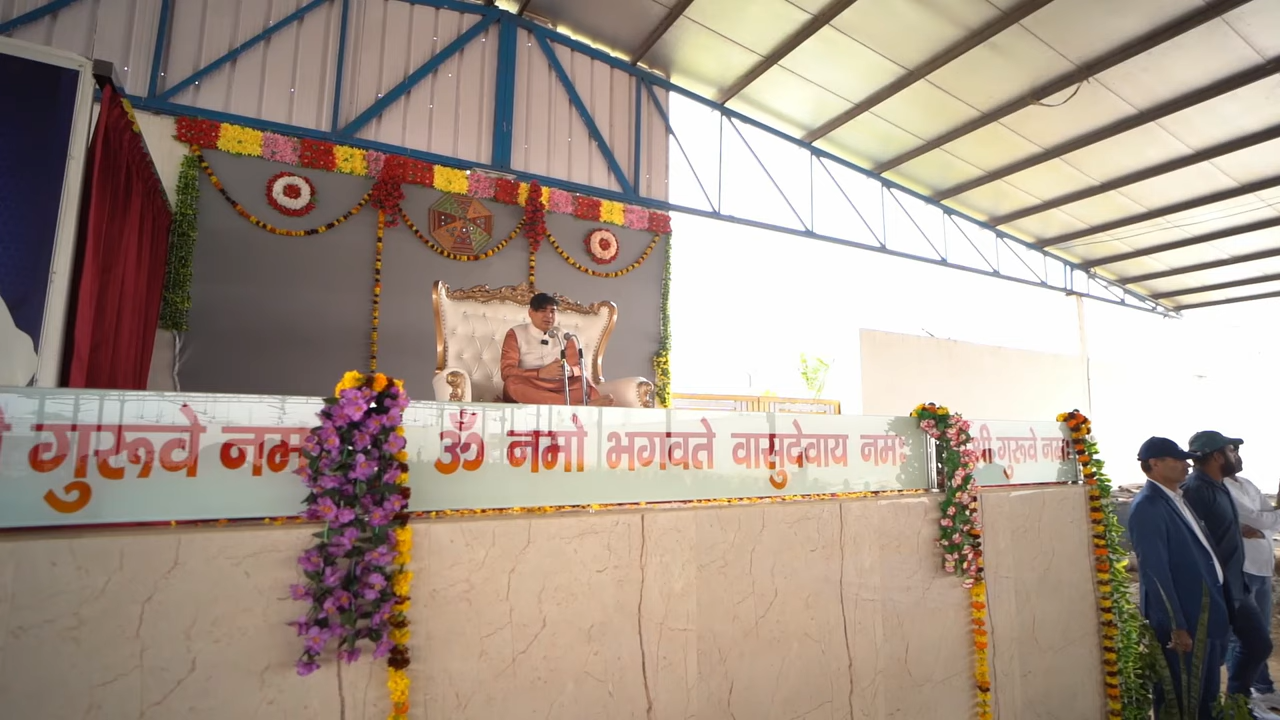 गुरूवे नमः
ॐ नमो भगवते वासुदेवाय नमः
श्री गुरूवे नमः